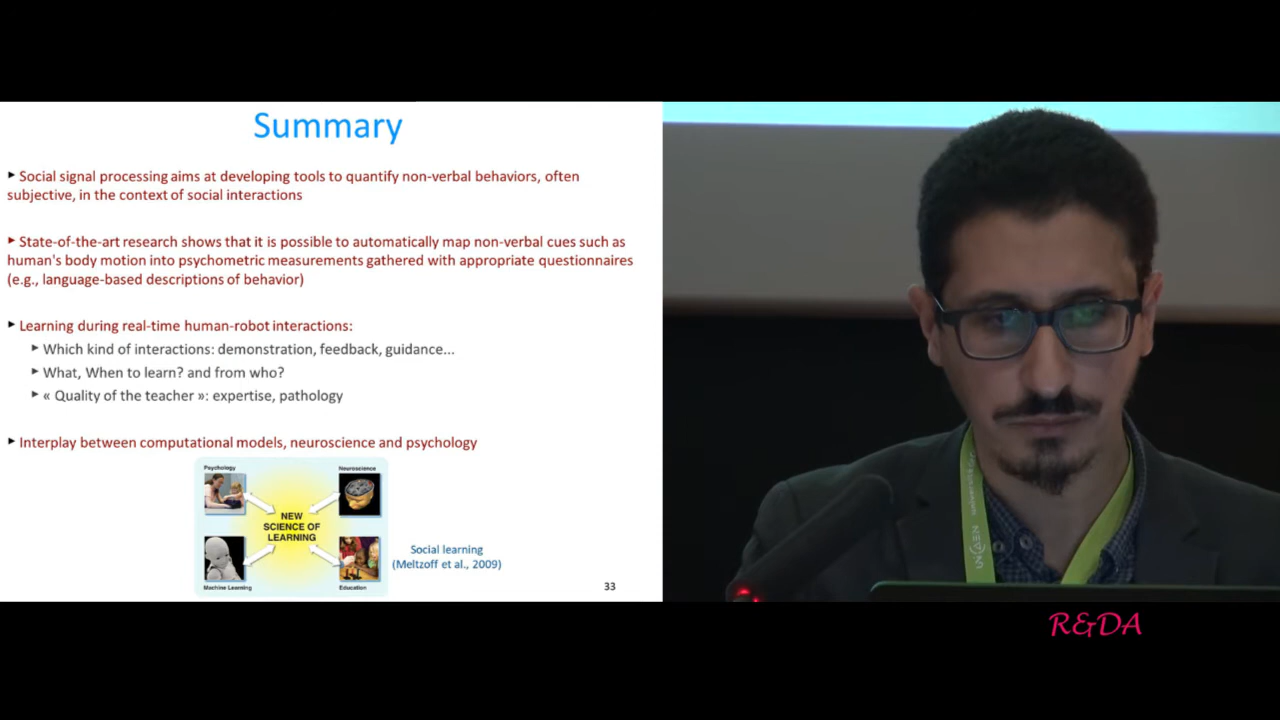 Summary
▸ Social signal processing aims at developing tools to quantify non-verbal behaviors, often
subjective, in the context of social interactions
▸ State-of-the-art research shows that it is possible to automatically map non-verbal cues such as
human's body motion into psychometric measurements gathered with appropriate questionnaires
(e.g., language-based descriptions of behavior)
▸ Learning during real-time human-robot interactions:
▸ Which kind of interactions: demonstration, feedback, guidance...
▸ What, When to learn? and from who?
▸ « Quality of the teacher »: expertise, pathology
▸ Interplay between computational models, neuroscience and psychology
Psychology
Neuroscience
NEW
SCIENCE OF
LEARNING
Machine Learning
Education
Social learning
(Meltzoff et al., 2009)
33
R&DA